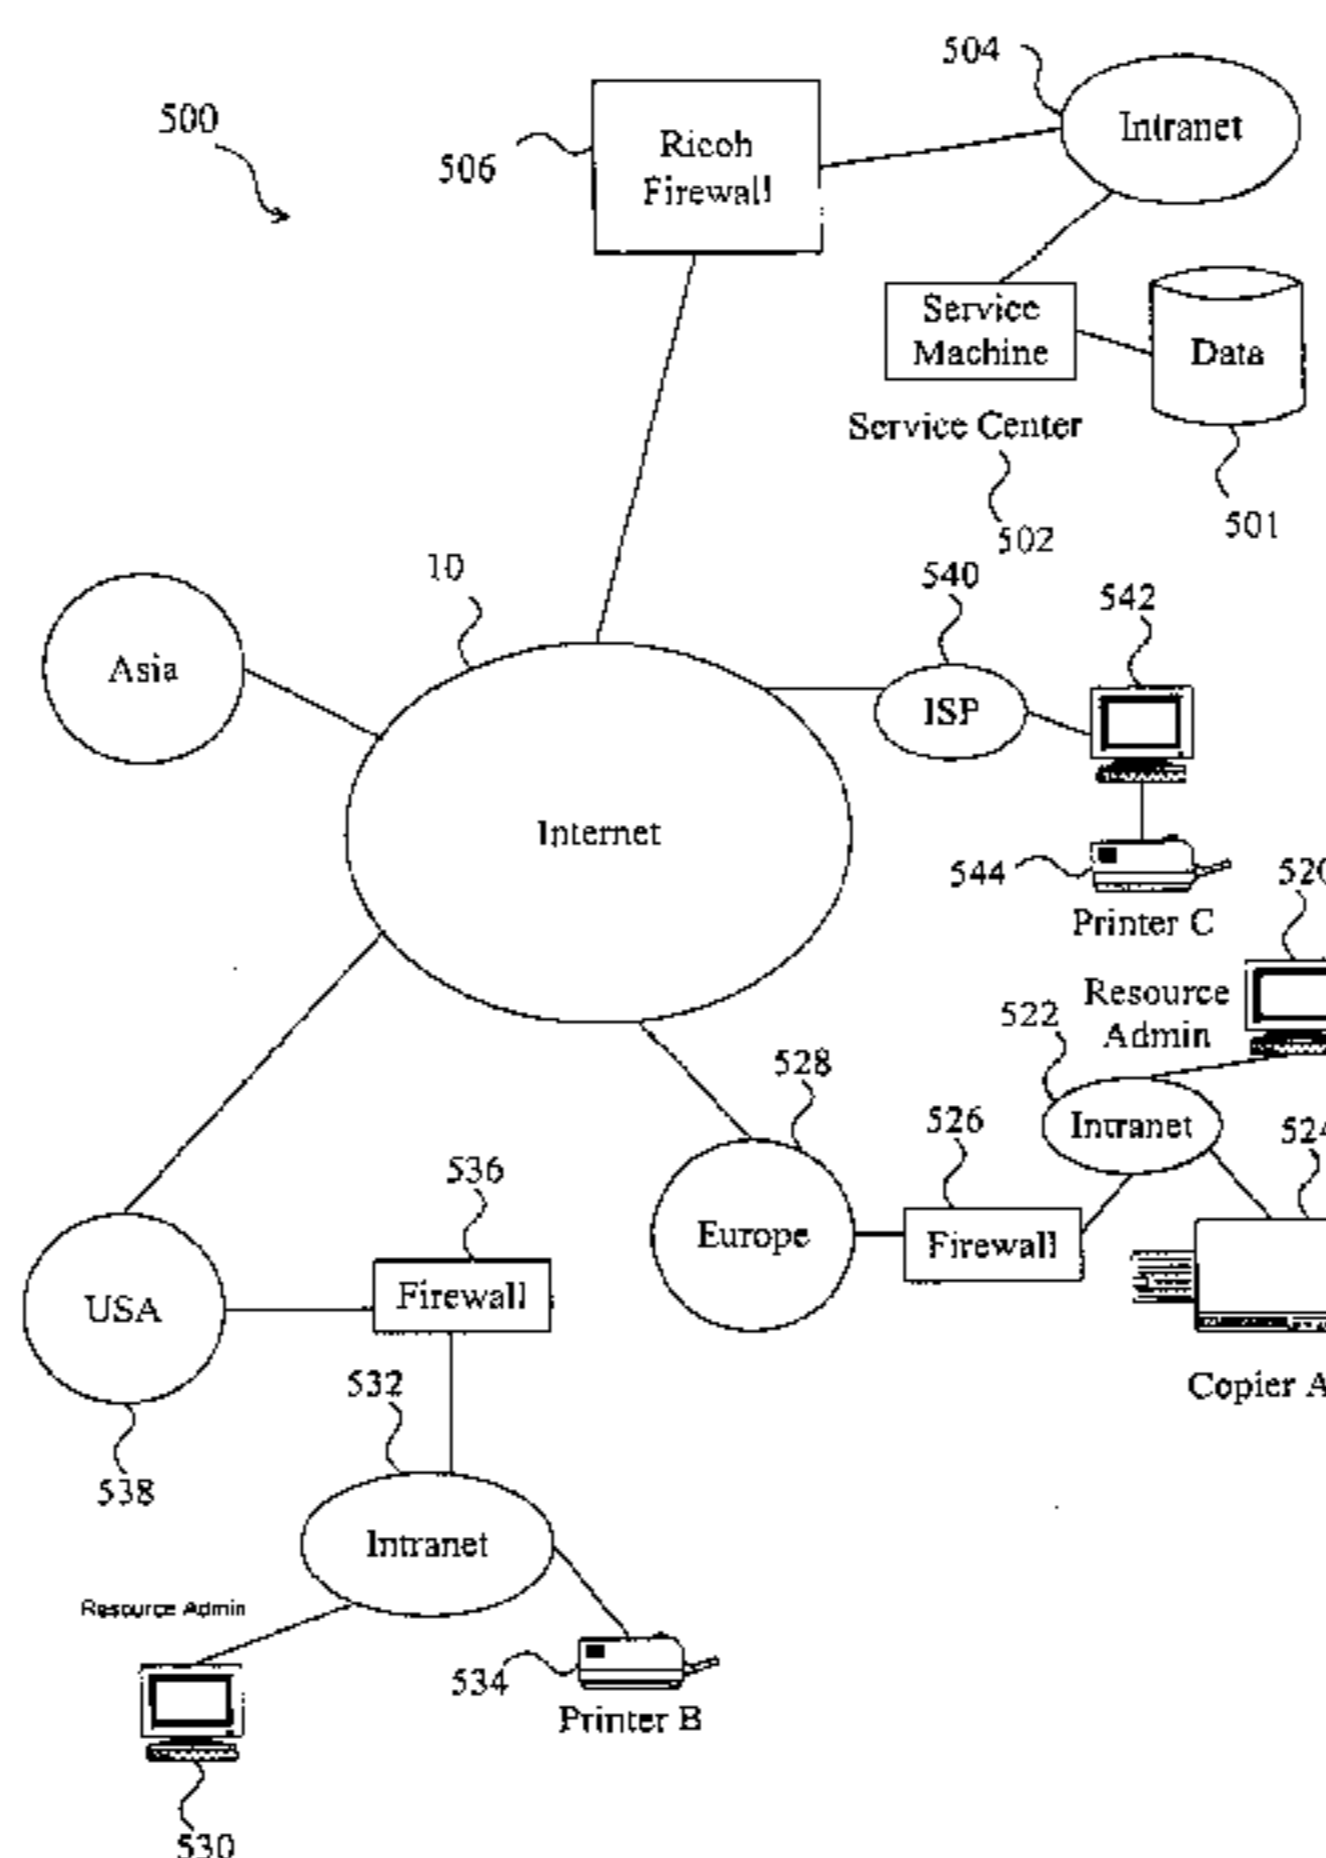 504
Intranet
500
506
Ricoh
Firewall
Service
Machine
Data
Service Center
502
501
10
540
542
Asia
ISP
Internet
544
520
Printer C
Resource
Admin
522
528
526
Intranet
524
536
Europe
Firewall
USA
Firewall
532
Copier A
538
Intranet
Resource Admin
534
Printer B
530